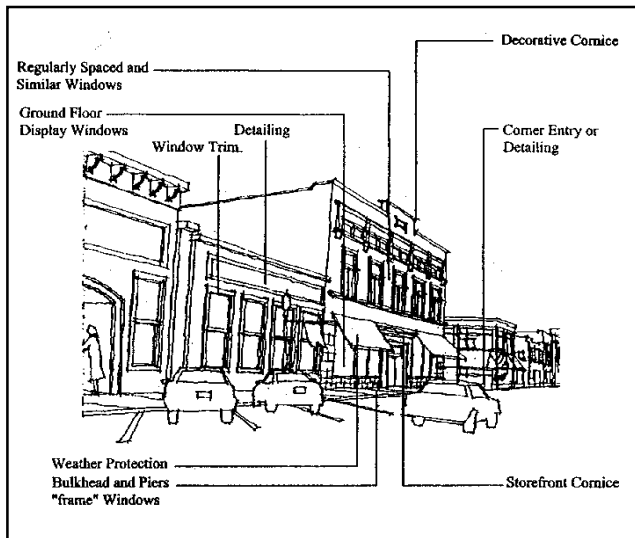 Decorative Cornice
Regularly Spaced and
Similar Windows
Ground Floor
Display Windows
Detailing
Window Trim.
Corner Entry or
Detailing
Weather Protection
Bulkhead and Piers
"frame" Windows
Storefront Cornice